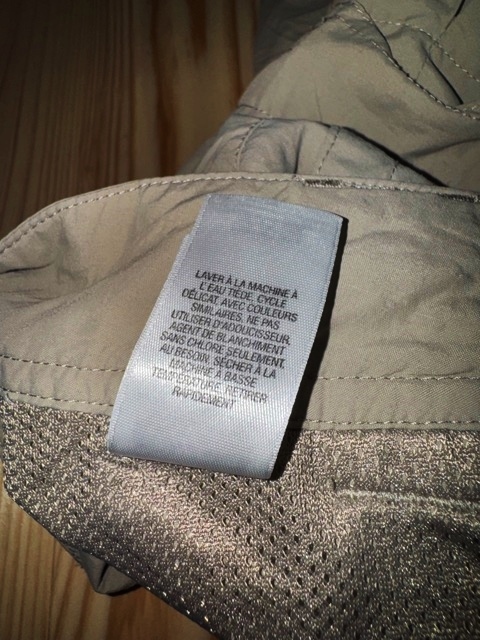 LAVER À LA MACHINE À
L'EAU TIÈDE, CYCLE
DÉLICAT, AVEC COULEURS
SIMILAIRES, NE PAS
UTILISER D'ADOUCISSEUR,
AGENT DE BLANCHIMENT
SANS CHLORE SEULEMENT,
AU BESOIN, SÉCHER À LA
MACHINE À BASSE
TEMPÉRATURE, RETIRER
RAPIDEMENT